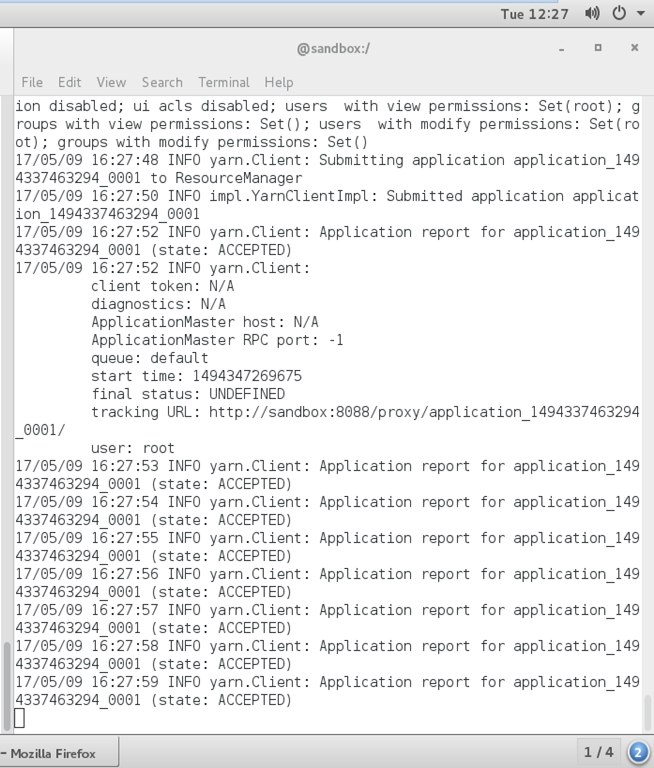 Tue 12:27
@sandbox:/
File Edit View Search Terminal Help
ion disabled; ui acls disabled; users  with view permissions: Set(root); g
roups with view permissions: Set(); users  with modify permissions: Set(ro
ot); groups with modify permissions: Set()
17/05/09 16:27:48 INFO yarn.Client: Submitting application application_149
4337463294_0001 to ResourceManager
17/05/09 16:27:50 INFO impl.YarnClientImpl: Submitted application applicat
ion_1494337463294_0001
17/05/09 16:27:52 INFO yarn.Client: Application report for application_149
4337463294_0001 (state: ACCEPTED)
17/05/09 16:27:52 INFO yarn.Client:
client token: N/A
diagnostics: N/A
ApplicationMaster host: N/A
ApplicationMaster RPC port: -1
queue: default
start time: 1494347269675
final status: UNDEFINED
tracking URL: http://sandbox:8088/proxy/application_1494337463294
_0001/
user: root
17/05/09 16:27:53 INFO yarn.Client: Application report for application_149
4337463294_0001 (state: ACCEPTED)
17/05/09 16:27:54 INFO yarn.Client: Application report for application_149
4337463294_0001 (state: ACCEPTED)
17/05/09 16:27:55 INFO yarn.Client: Application report for application_149
4337463294_0001 (state: ACCEPTED)
17/05/09 16:27:56 INFO yarn.Client: Application report for application_149
4337463294_0001 (state: ACCEPTED)
17/05/09 16:27:57 INFO yarn.Client: Application report for application_149
4337463294_0001 (state: ACCEPTED)
17/05/09 16:27:58 INFO yarn.Client: Application report for application_149
4337463294_0001 (state: ACCEPTED)
17/05/09 16:27:59 INFO yarn.Client: Application report for application_149
4337463294_0001 (state: ACCEPTED)
– Mozilla Firefox
1 / 4
2